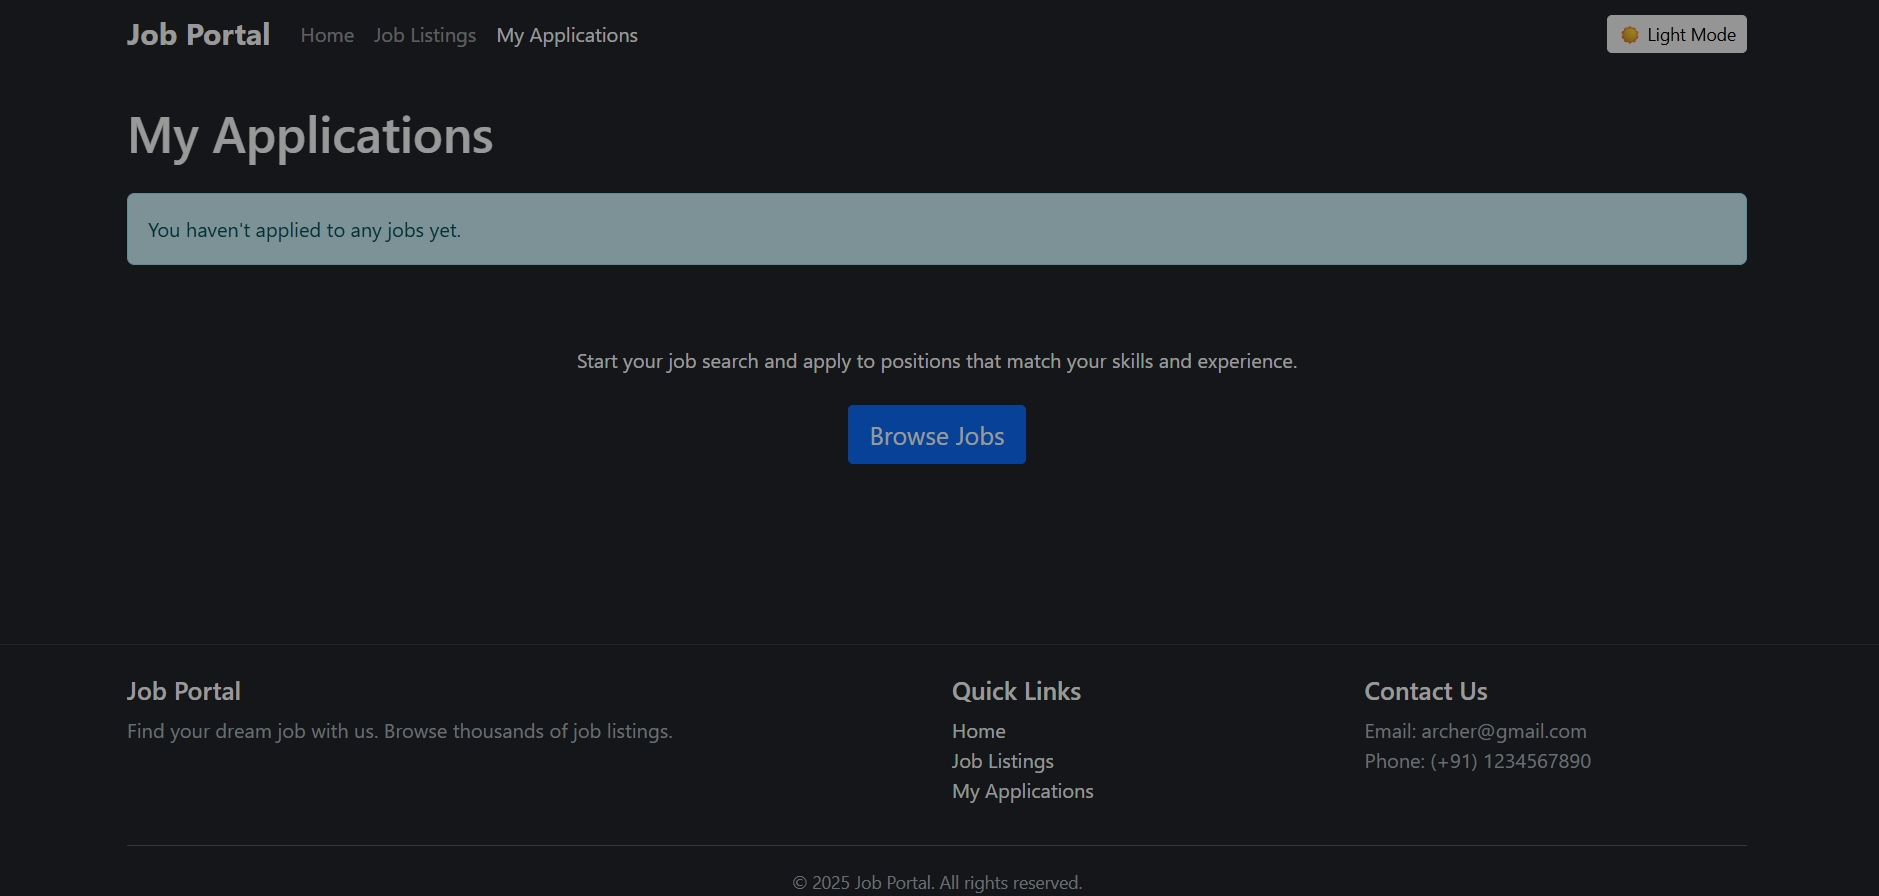 Job Portal Home Job Listings My Applications Light Mode
My Applications
You haven't applied to any jobs yet.
Start your job search and apply to positions that match your skills and experience.
Browse Jobs
Job Portal
Find your dream job with us. Browse thousands of job listings.
Quick Links
Home
Job Listings
My Applications
Contact Us
Email: archer@gmail.com
Phone: (+91) 1234567890
© 2025 Job Portal. All rights reserved.